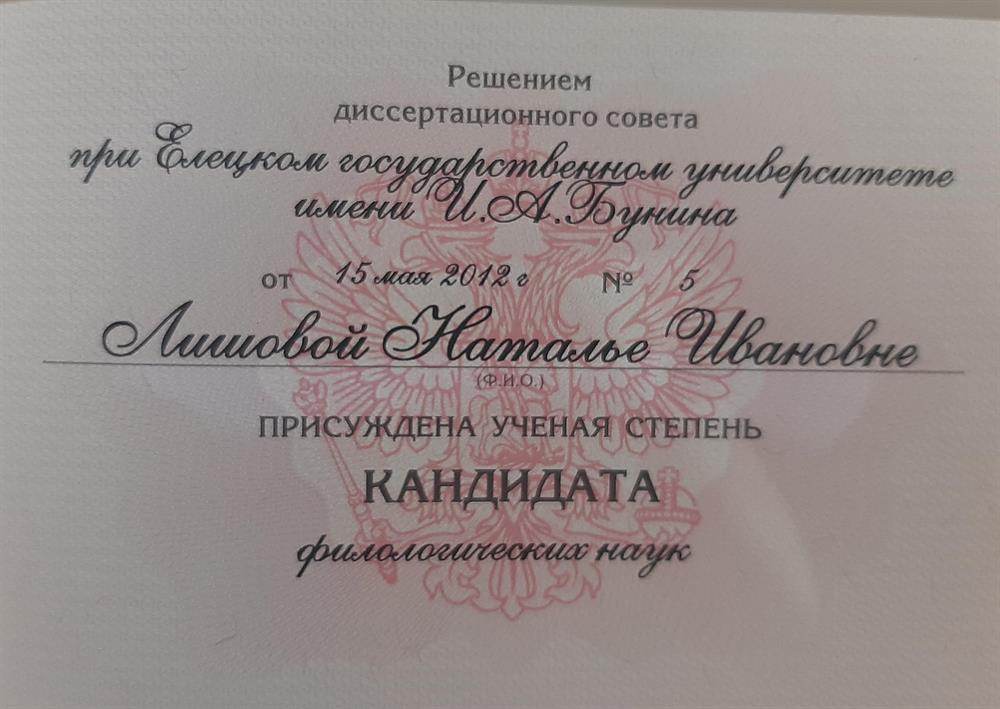 Решением
диссертационного совета
при Елецком государственном университете
имени И.А.Бунина
от 15 мая 2012 г № 5
Лишовой Наталье Ивановне
(Ф.И.О.)
ПРИСУЖДЕНА УЧЕНАЯ СТЕПЕНЬ
КАНДИДАТА
филологических наук